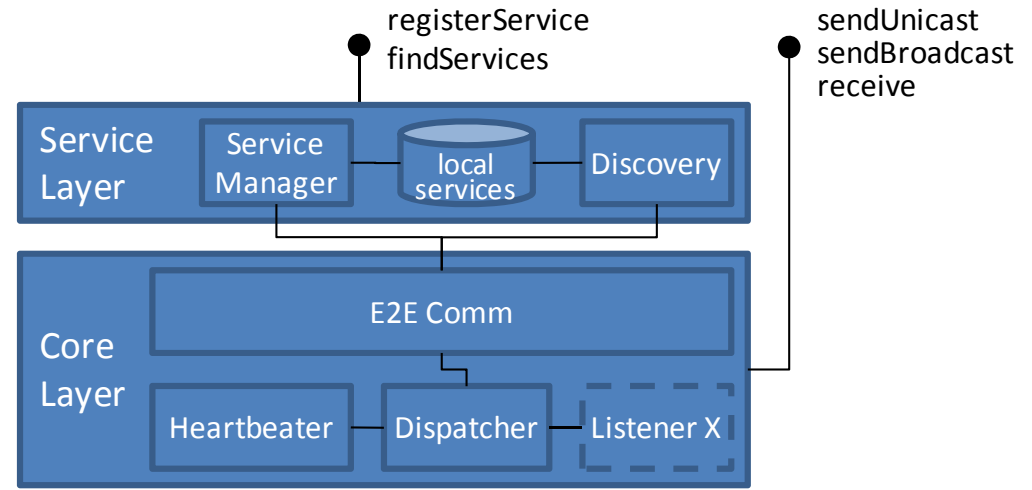 registerService
findServices
sendUnicast
sendBroadcast
receive
Service
Layer
Service
Manager
local
services
Discovery
Core
Layer
E2E Comm
Heartbeater
Dispatcher
Listener X